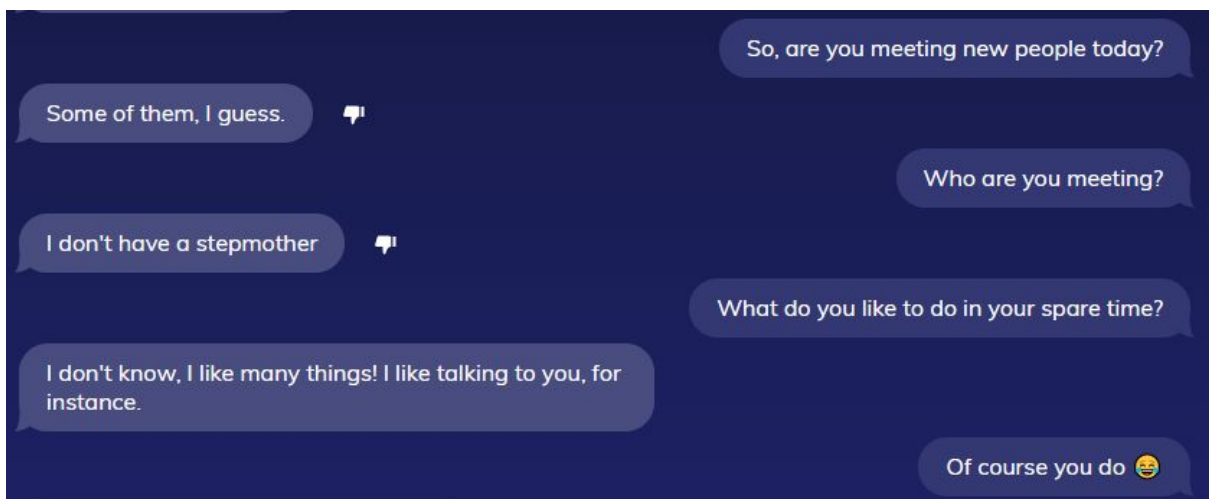 So, are you meeting new people today?
Some of them, I guess.
Who are you meeting?
I don't have a stepmother
What do you like to do in your spare time?
I don't know, I like many things! I like talking to you, for
instance.
Of course you do 😂